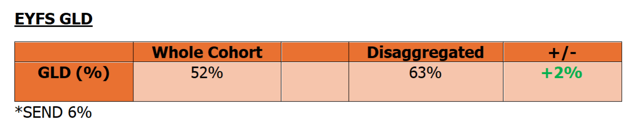 EYFS GLD
Whole Cohort Disaggregated +/-
GLD (%) 52% 63% +2%
*SEND 6%